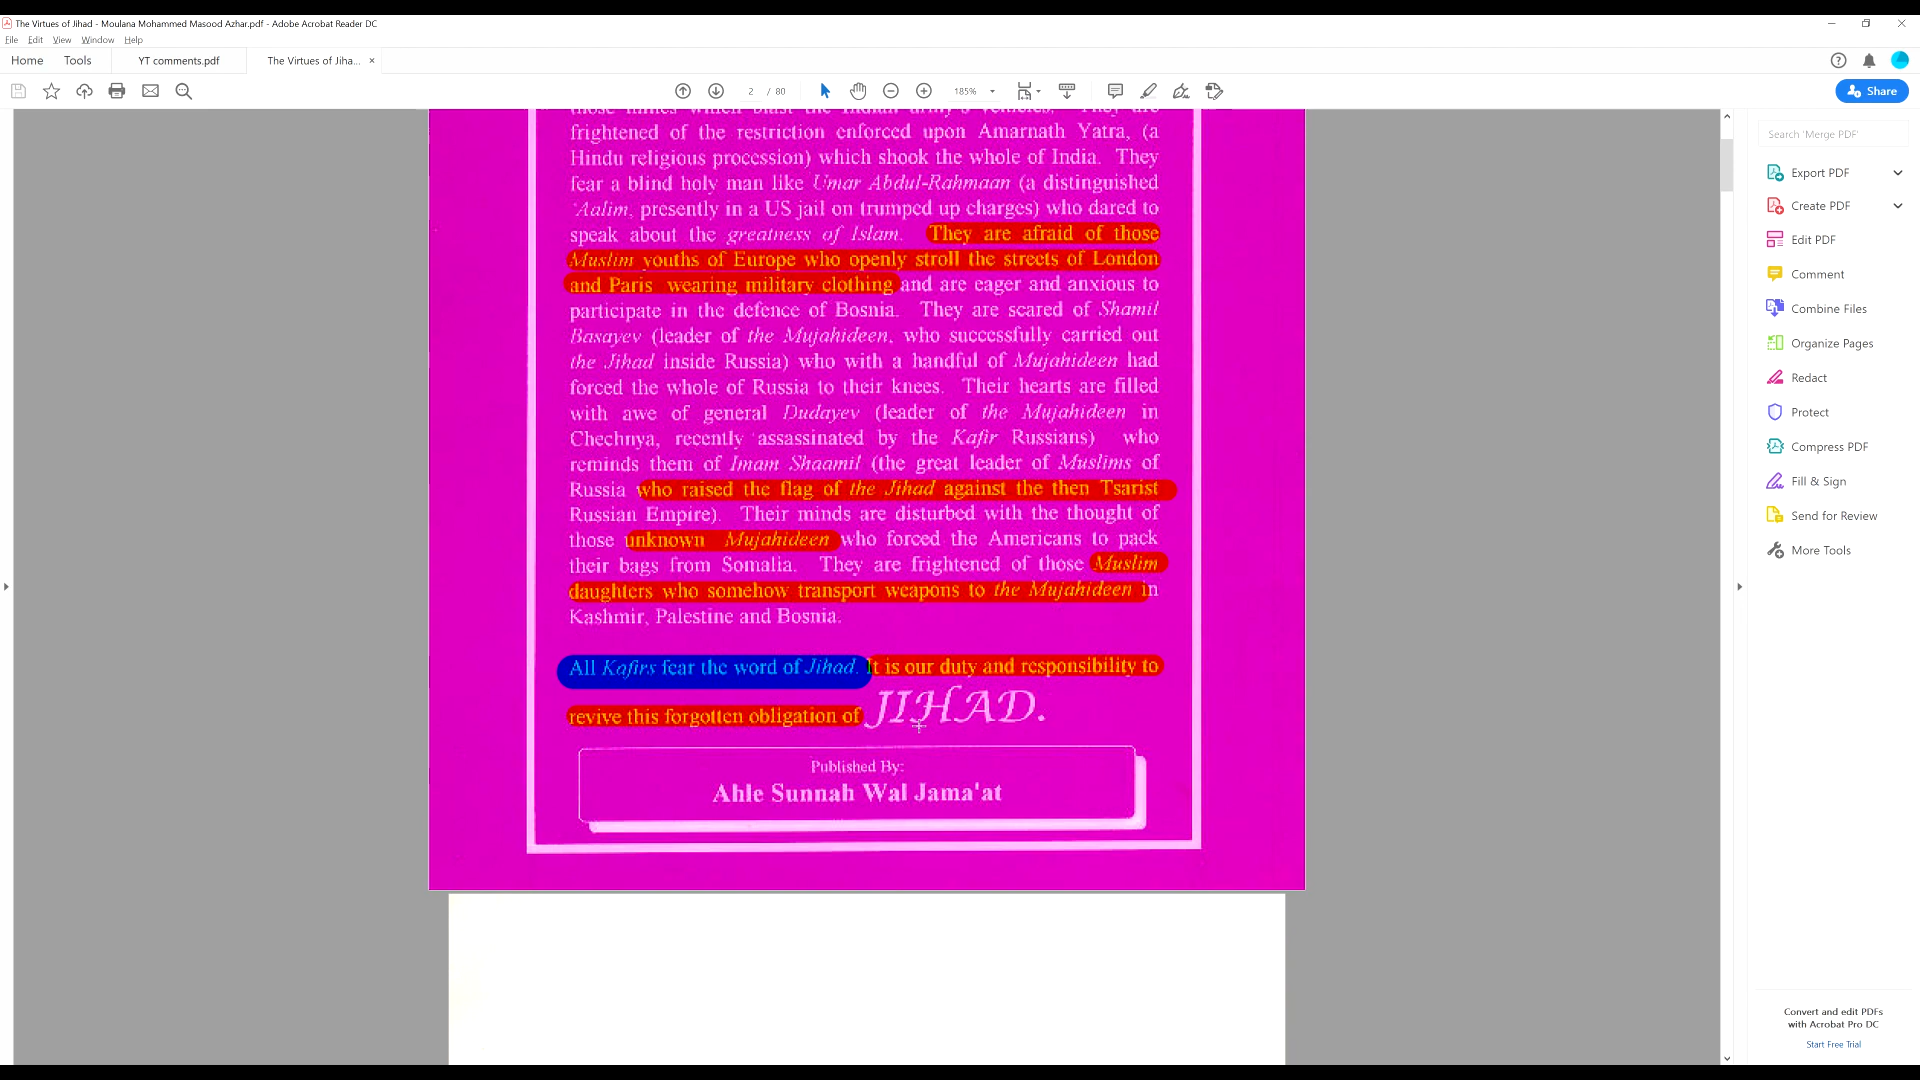 The Virtues of Jihad - Moulana Mohammed Masood Azhar.pdf - Adobe Acrobat Reader DC
File Edit View Window Help
Home Tools YT comments.pdf The Virtues of Jiha... ×
2 / 80 185% Share
Search 'Merge PDF'
Export PDF
Create PDF
Edit PDF
Comment
Combine Files
Organize Pages
Redact
Protect
Compress PDF
Fill & Sign
Send for Review
More Tools
Convert and edit PDFs
with Acrobat Pro DC
Start Free Trial
those mines which blast the Indian army's vehicles. They are
frightened of the restriction enforced upon Amarnath Yatra, (a
Hindu religious procession) which shook the whole of India. They
fear a blind holy man like Umar Abdul-Rahmaan (a distinguished
'Aalim, presently in a US jail on trumped up charges) who dared to
speak about the greatness of Islam. They are afraid of those
Muslim youths of Europe who openly stroll the streets of London
and Paris wearing military clothing and are eager and anxious to
participate in the defence of Bosnia. They are scared of Shamil
Basayev (leader of the Mujahideen, who successfully carried out
the Jihad inside Russia) who with a handful of Mujahideen had
forced the whole of Russia to their knees. Their hearts are filled
with awe of general Dudayev (leader of the Mujahideen in
Chechnya, recently assassinated by the Kafir Russians) who
reminds them of Imam Shaamil (the great leader of Muslims of
Russia who raised the flag of the Jihad against the then Tsarist
Russian Empire). Their minds are disturbed with the thought of
those unknown Mujahideen who forced the Americans to pack
their bags from Somalia. They are frightened of those Muslim
daughters who somehow transport weapons to the Mujahideen in
Kashmir, Palestine and Bosnia.
All Kafirs fear the word of Jihad. It is our duty and responsibility to
revive this forgotten obligation of JIHAD.
Published By:
Ahle Sunnah Wal Jama'at